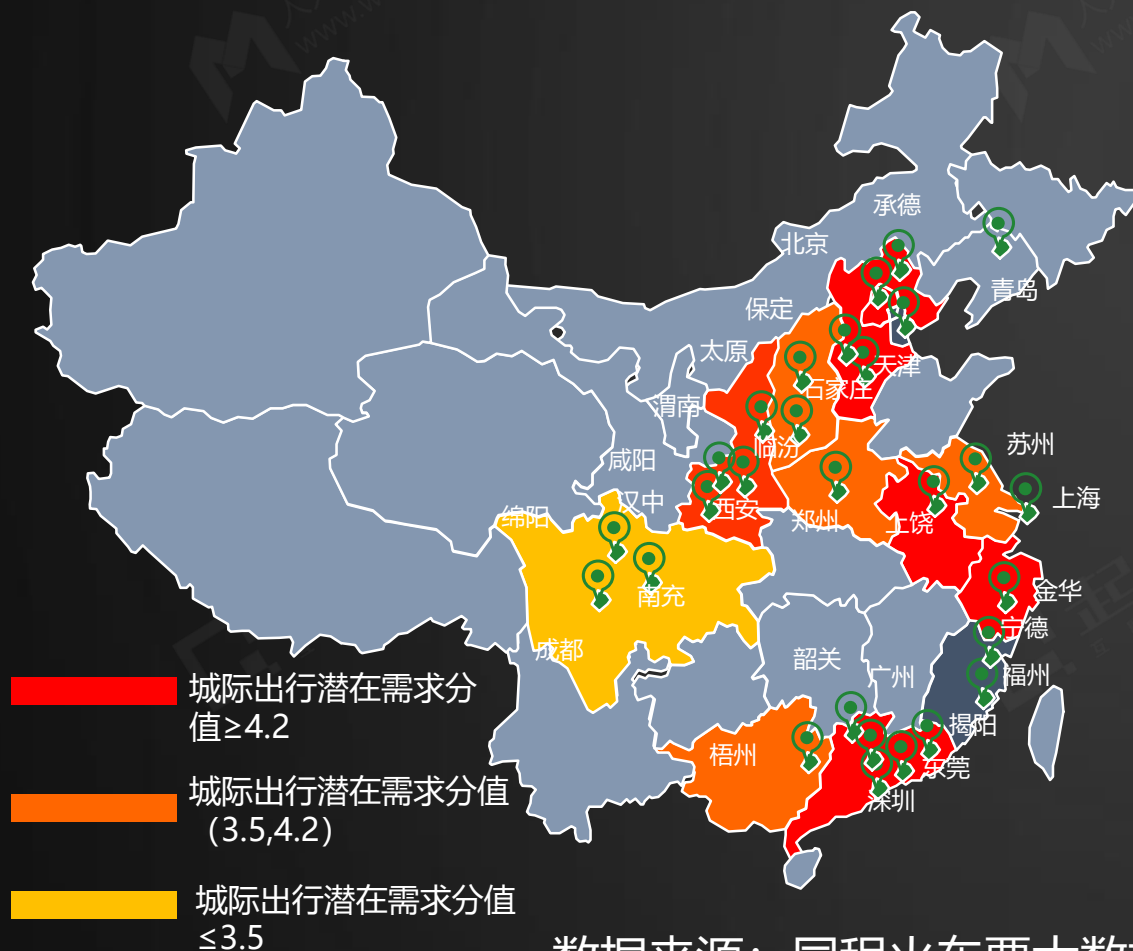 承德
北京
青岛
保定
太原
天津
石家庄
渭南
临汾
苏州
咸阳
上海
汉中
西安
绵阳
郑州
上饶
南充
金华
宁德
成都
韶关
广州
福州
揭阳
梧州
东莞
深圳
城际出行潜在需求分
值≥4.2
城际出行潜在需求分值
（3.5,4.2）
城际出行潜在需求分值
≤3.5